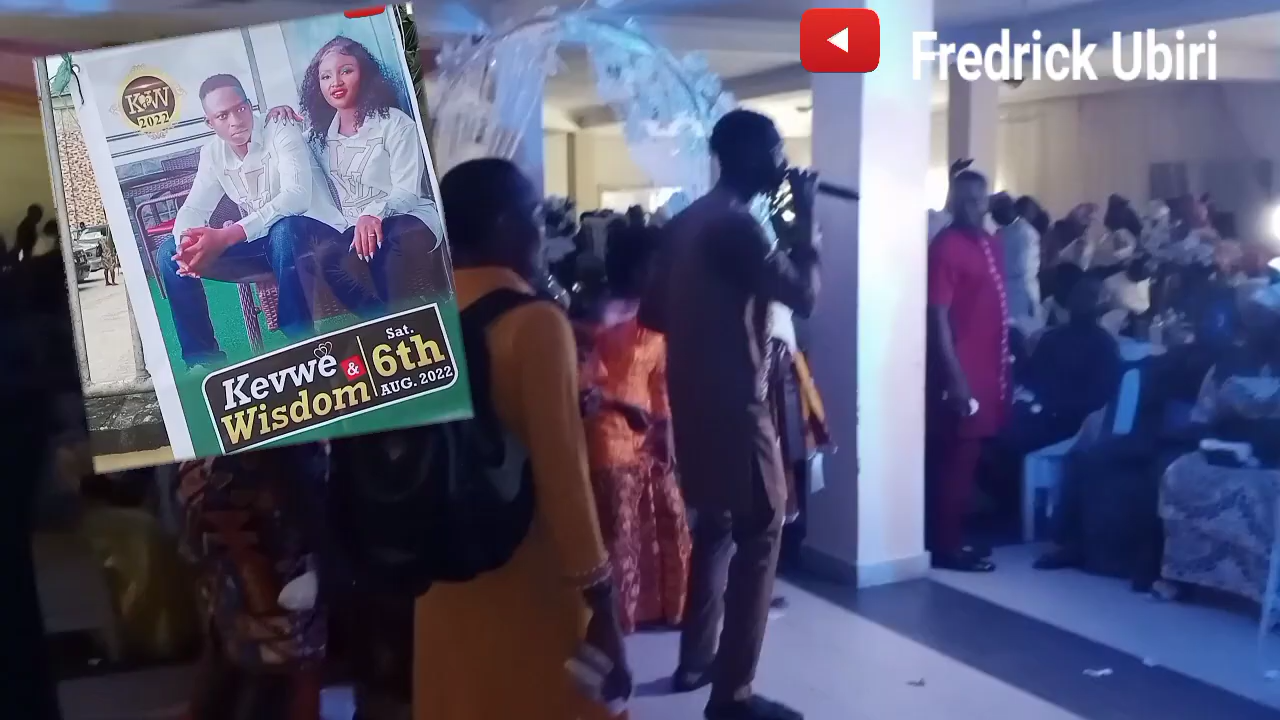 Fredrick Ubiri
K&W
2022
Kevwe &
Wisdom
Sat.
6th
AUG. 2022